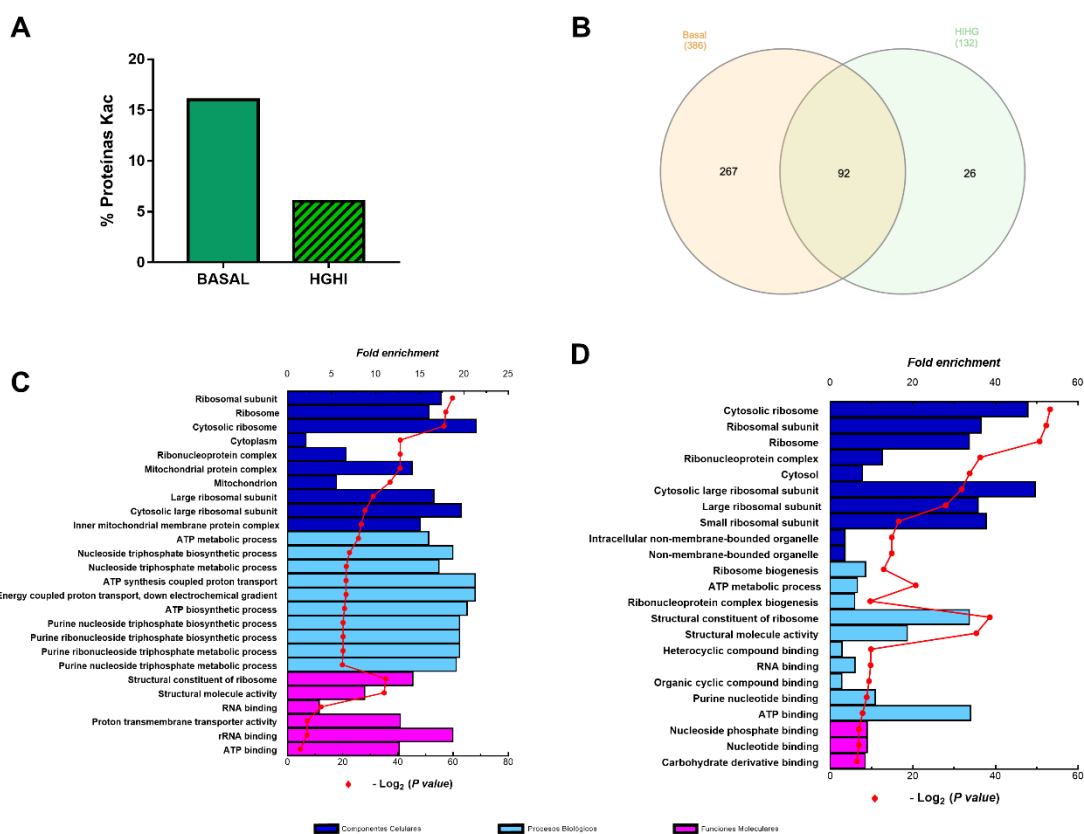 A
% Proteínas Kac
20
15
10
5
0
BASAL
HGHI
B
Basal
(386)
HIHG
(132)
267
92
26
C
Fold enrichment
0 5 10 15 20 25
Ribosomal subunit
Ribosome
Cytosolic ribosome
Cytoplasm
Ribonucleoprotein complex
Mitochondrial protein complex
Mitochondrion
Large ribosomal subunit
Cytosolic large ribosomal subunit
Inner mitochondrial membrane protein complex
ATP metabolic process
Nucleoside triphosphate biosynthetic process
Nucleoside triphosphate metabolic process
ATP synthesis coupled proton transport
Energy coupled proton transport, down electrochemical gradient
ATP biosynthetic process
Purine nucleoside triphosphate biosynthetic process
Purine ribonucleoside triphosphate biosynthetic process
Purine ribonucleoside triphosphate metabolic process
Purine nucleoside triphosphate metabolic process
Structural constituent of ribosome
Structural molecule activity
RNA binding
Proton transmembrane transporter activity
rRNA binding
ATP binding
0 20 40 60 80
- Log2 (P value)
D
Fold enrichment
0 20 40 60
Cytosolic ribosome
Ribosomal subunit
Ribosome
Ribonucleoprotein complex
Cytosol
Cytosolic large ribosomal subunit
Large ribosomal subunit
Small ribosomal subunit
Intracellular non-membrane-bounded organelle
Non-membrane-bounded organelle
Ribosome biogenesis
ATP metabolic process
Ribonucleoprotein complex biogenesis
Structural constituent of ribosome
Structural molecule activity
Heterocyclic compound binding
RNA binding
Organic cyclic compound binding
Purine nucleotide binding
ATP binding
Nucleoside phosphate binding
Nucleotide binding
Carbohydrate derivative binding
0 20 40 60
- Log2 (P value)
Componentes Celulares
Procesos Biológicos
Funciones Moleculares